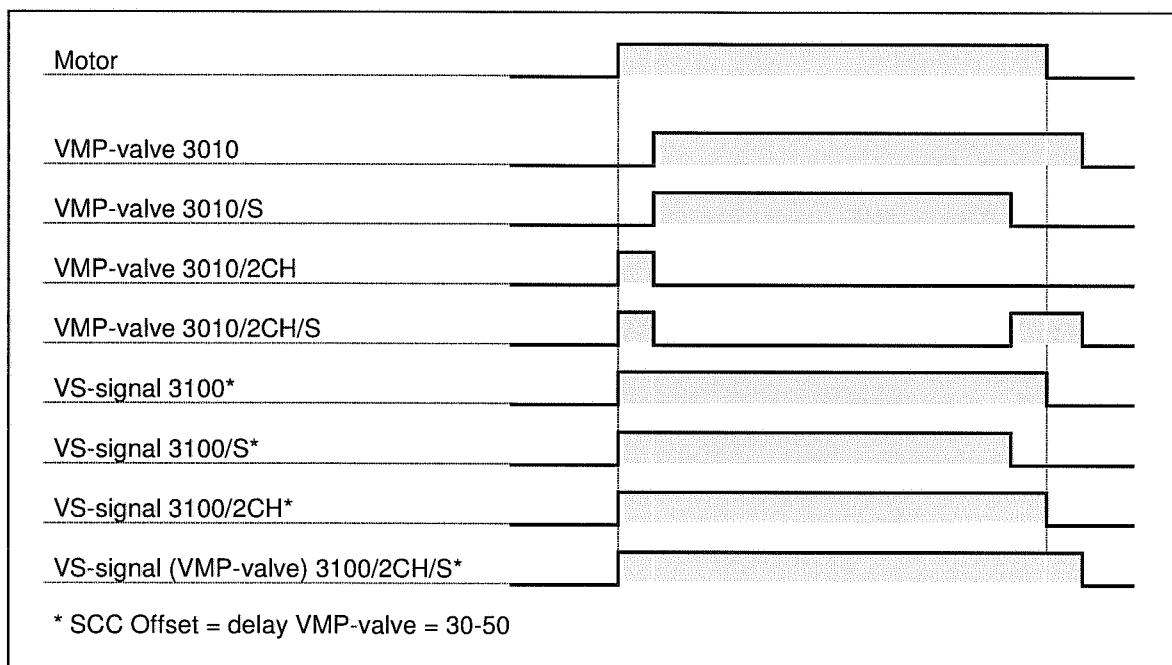 Motor
VMP-valve 3010
VMP-valve 3010/S
VMP-valve 3010/2CH
VMP-valve 3010/2CH/S
VS-signal 3100*
VS-signal 3100/S*
VS-signal 3100/2CH*
VS-signal (VMP-valve) 3100/2CH/S*
* SCC Offset = delay VMP-valve = 30-50